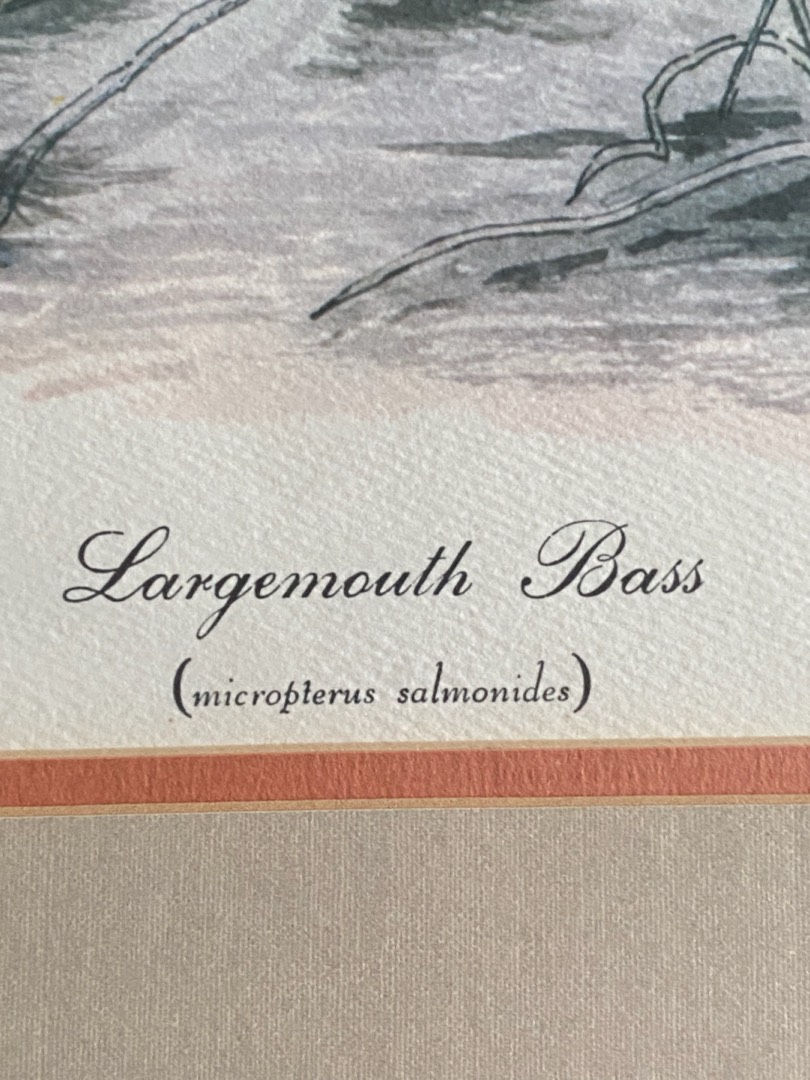 Largemouth Bass
(micropterus salmonides)